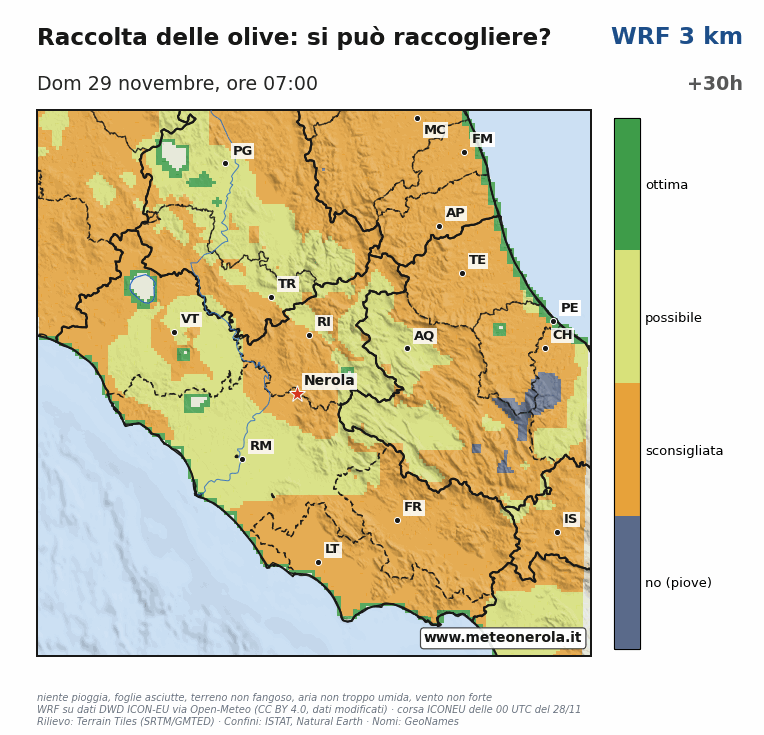 Raccolta delle olive: si può raccogliere?
WRF 3 km
Dom 29 novembre, ore 07:00
+30h
MC
FM
PG
AP
TE
TR
PE
VT
RI
AQ
CH
Nerola
RM
FR
IS
LT
www.meteonerola.it
ottima
possibile
sconsigliata
no (piove)
niente pioggia, foglie asciutte, terreno non fangoso, aria non troppo umida, vento non forte
WRF su dati DWD ICON-EU via Open-Meteo (CC BY 4.0, dati modificati) · corsa ICONEU delle 00 UTC del 28/11
Rilievo: Terrain Tiles (SRTM/GMTED) · Confini: ISTAT, Natural Earth · Nomi: GeoNames